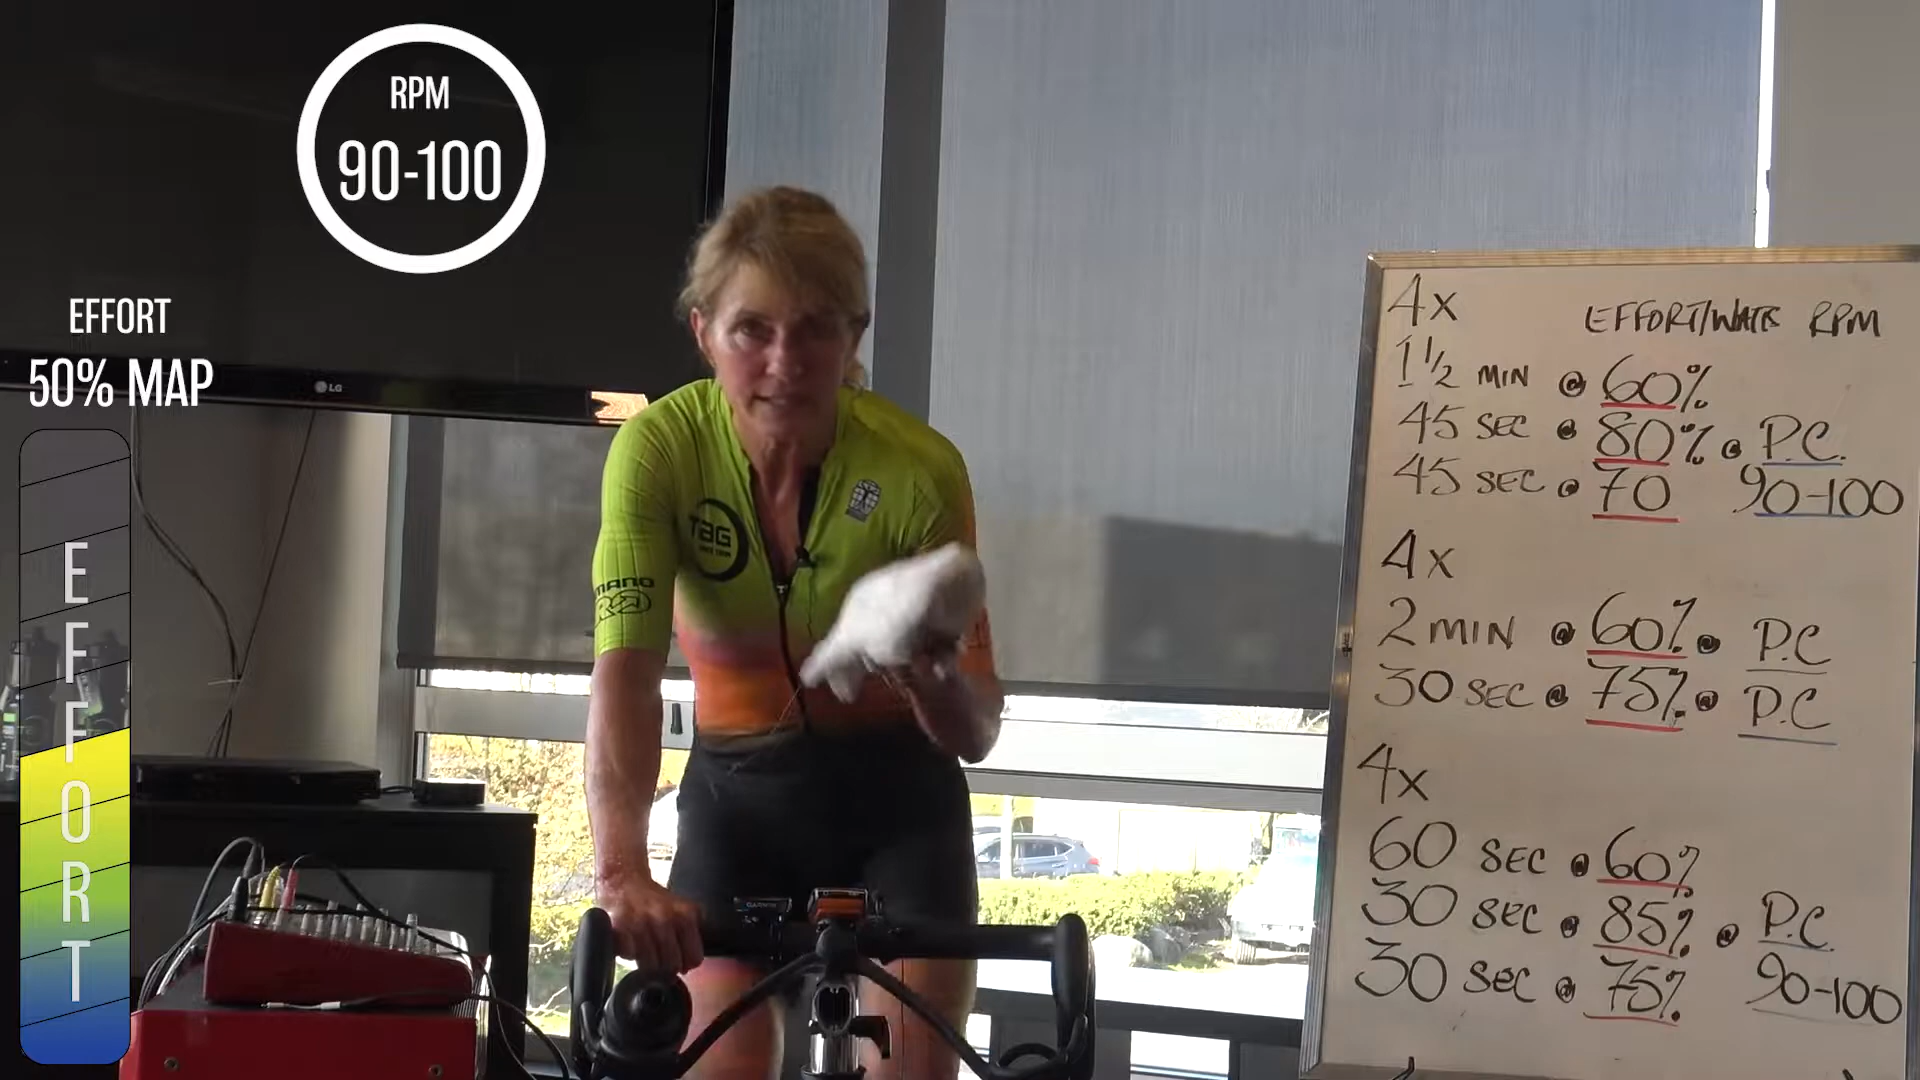 RPM
90-100
EFFORT
50% MAP
EFFORT
LG
TBG
GARMIN
4x
EFFORT/WATTS RPM
1 1/2 MIN @ 60%
45 SEC @ 80% @ P.C.
45 SEC @ 70 90-100
4x
2 MIN @ 60% @ P.C
30 SEC @ 75% @ P.C
4x
60 SEC @ 60%
30 SEC @ 85% @ P.C.
30 SEC @ 75% 90-100